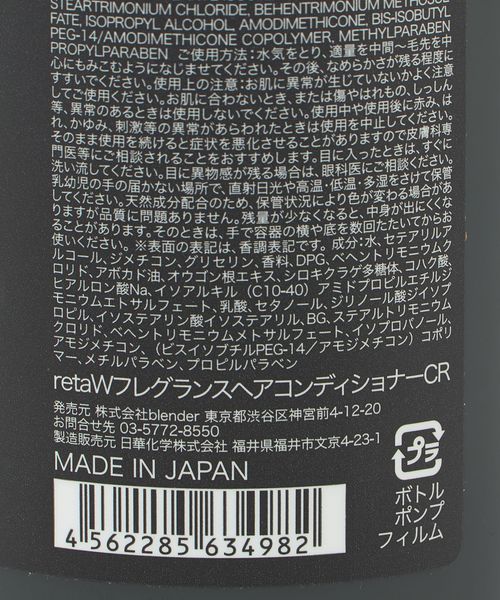 STEARTRIMONIUM CHLORIDE, BEHENTRIMONIUM METHOSUL
FATE, ISOPROPYL ALCOHOL, AMODIMETHICONE, BIS-ISOBUTYL
PEG-14/AMODIMETHICONE COPOLYMER, METHYLPARABEN
PROPYLPARABEN ご使用方法:水気をとり、適量を中間〜毛先を中
心にもみこむようになじませてください。その後、なめらかさが残る程度に
すすいでください。使用上の注意:お肌に異常が生じていないかよく注意
してご使用ください。お肌に合わないとき、または傷やはれもの、しっしん
等、異常のあるときは使用しないでください。使用中や使用後に赤み、は
れ、かゆみ、刺激等の異常があらわれたときは使用を中止してください。
そのまま使用を続けると症状を悪化させることがありますので皮膚科専
門医等にご相談されることをおすすめします。目に入ったときは、すぐに
洗い流してください。目に異物感が残る場合は、眼科医にご相談ください。
乳幼児の手の届かない場所で、直射日光や高温・低温・多湿をさけて保管
してください。天然成分配合のため、保管状況により色が変わる場合があ
りますが品質に問題ありません。残量が少なくなると、中身が出にくくな
ります。そのときは、手で容器の横や底を数回たたいてからお
使いください。※表面の表記は、香調表記です。成分:水、セテアリルア
ルコール、ジメチコン、グリセリン、香料、DPG、ベヘントリモニウムク
ロリド、アボカド油、オウゴン根エキス、シロキクラゲ多糖体、コハク酸、
ヒアルロン酸Na、イソアルキル(C10-40)アミドプロピルエチルジ
モニウムエトサルフェート、乳酸、セタノール、ジリノール酸ジイソプ
ロピル、イソステアリン酸イソステアリル、BG、ステアルトリモニウム
クロリド、ベヘントリモニウムメトサルフェート、イソプロパノール、
アモジメチコン、(ビスイソブチルPEG-14/アモジメチコン)コポリ
マー、メチルパラベン、プロピルパラベン
retaWフレグランスヘアコンディショナーCR
発売元 株式会社blender 東京都渋谷区神宮前4-12-20
お問合せ先 03-5772-8550
製造販売元 日華化学株式会社 福井県福井市文京4-23-1
MADE IN JAPAN
プラ
ボトル
ポンプ
フィルム
4 562285 634982